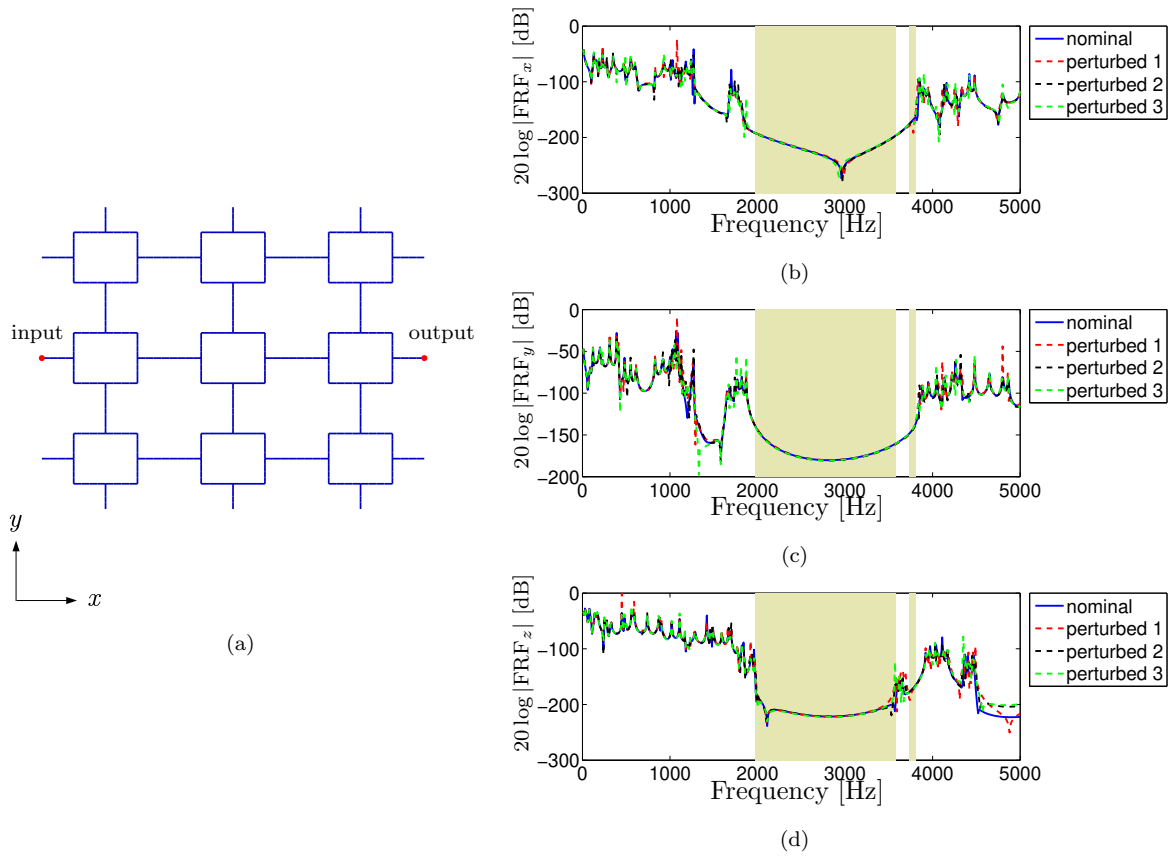 input
output
y
x
(a)
20 log |FRF_x| [dB]
0
−100
−200
−300
0 1000 2000 3000 4000 5000
Frequency [Hz]
nominal
perturbed 1
perturbed 2
perturbed 3
(b)
20 log |FRF_y| [dB]
0
−50
−100
−150
−200
0 1000 2000 3000 4000 5000
Frequency [Hz]
nominal
perturbed 1
perturbed 2
perturbed 3
(c)
20 log |FRF_z| [dB]
0
−100
−200
−300
0 1000 2000 3000 4000 5000
Frequency [Hz]
nominal
perturbed 1
perturbed 2
perturbed 3
(d)